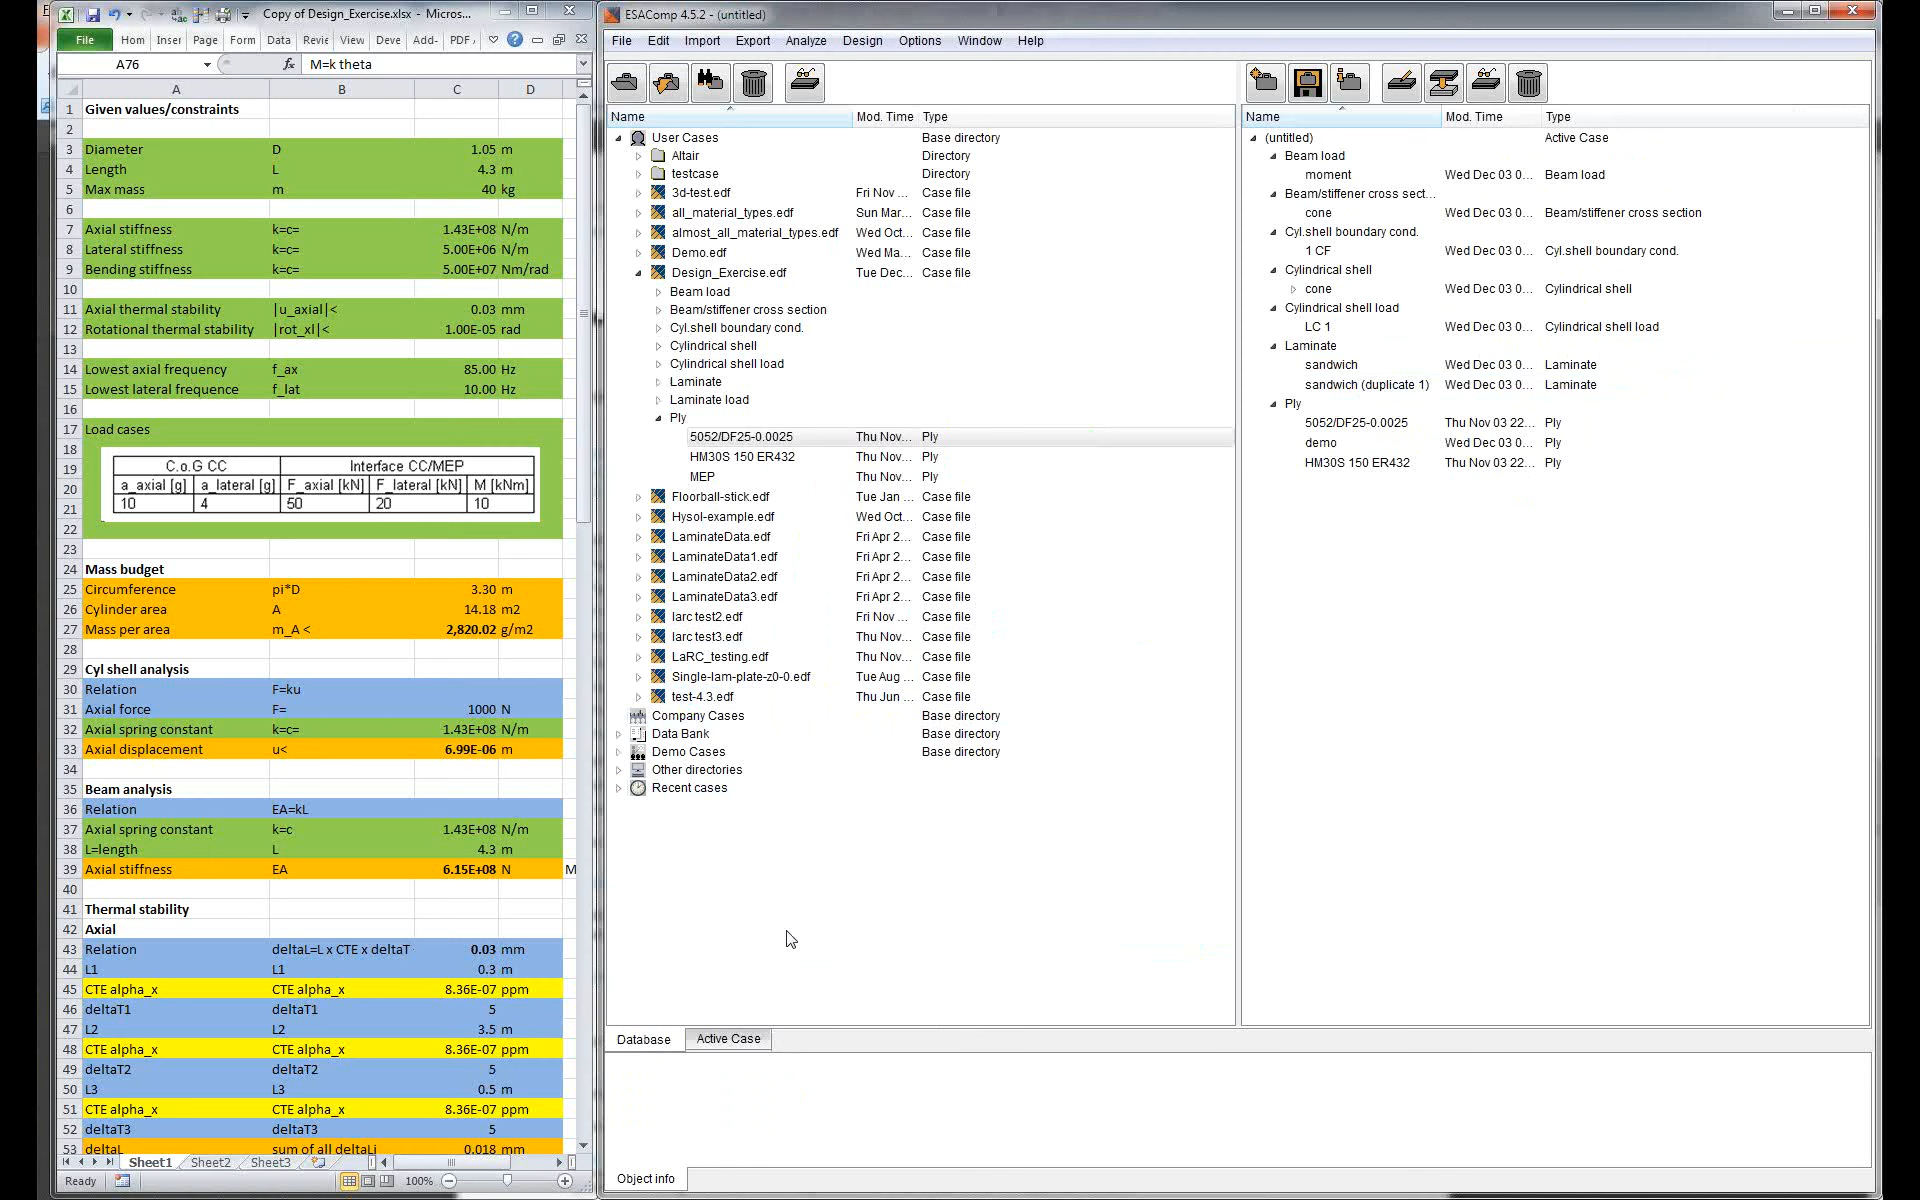 Copy of Design_Exercise.xlsx - Micros...
File Hom Inser Page Form Data Revie View Deve Add- PDF
A76 fx M=k theta
A B C D
1 Given values/constraints
2
3 Diameter D 1.05 m
4 Length L 4.3 m
5 Max mass m 40 kg
6
7 Axial stiffness k=c= 1.43E+08 N/m
8 Lateral stiffness k=c= 5.00E+06 N/m
9 Bending stiffness k=c= 5.00E+07 Nm/rad
10
11 Axial thermal stability |u_axial|< 0.03 mm
12 Rotational thermal stability |rot_xl|< 1.00E-05 rad
13
14 Lowest axial frequency f_ax 85.00 Hz
15 Lowest lateral frequence f_lat 10.00 Hz
16
17 Load cases
18 C.o.G CC Interface CC/MEP
19
20 a_axial [g] a_lateral [g] F_axial [kN] F_lateral [kN] M [kNm]
21 10 4 50 20 10
22
23
24 Mass budget
25 Circumference pi*D 3.30 m
26 Cylinder area A 14.18 m2
27 Mass per area m_A < 2,820.02 g/m2
28
29 Cyl shell analysis
30 Relation F=ku
31 Axial force F= 1000 N
32 Axial spring constant k=c= 1.43E+08 N/m
33 Axial displacement u< 6.99E-06 m
34
35 Beam analysis
36 Relation EA=kL
37 Axial spring constant k=c 1.43E+08 N/m
38 L=length L 4.3 m
39 Axial stiffness EA 6.15E+08 N M
40
41 Thermal stability
42 Axial
43 Relation deltaL=L x CTE x deltaT 0.03 mm
44 L1 L1 0.3 m
45 CTE alpha_x CTE alpha_x 8.36E-07 ppm
46 deltaT1 deltaT1 5
47 L2 L2 3.5 m
48 CTE alpha_x CTE alpha_x 8.36E-07 ppm
49 deltaT2 deltaT2 5
50 L3 L3 0.5 m
51 CTE alpha_x CTE alpha_x 8.36E-07 ppm
52 deltaT3 deltaT3 5
53 deltaL sum of all deltaLi 0.018 mm
Sheet1 Sheet2 Sheet3
Ready 100%
ESAComp 4.5.2 - (untitled)
File Edit Import Export Analyze Design Options Window Help
Name Mod. Time Type
User Cases Base directory
Altair Directory
testcase Directory
3d-test.edf Fri Nov ... Case file
all_material_types.edf Sun Mar... Case file
almost_all_material_types.edf Wed Oct... Case file
Demo.edf Wed Ma... Case file
Design_Exercise.edf Tue Dec... Case file
Beam load
Beam/stiffener cross section
Cyl.shell boundary cond.
Cylindrical shell
Cylindrical shell load
Laminate
Laminate load
Ply
5052/DF25-0.0025 Thu Nov... Ply
HM30S 150 ER432 Thu Nov... Ply
MEP Thu Nov... Ply
Floorball-stick.edf Tue Jan ... Case file
Hysol-example.edf Wed Oct... Case file
LaminateData.edf Fri Apr 2... Case file
LaminateData1.edf Fri Apr 2... Case file
LaminateData2.edf Fri Apr 2... Case file
LaminateData3.edf Fri Apr 2... Case file
larc test2.edf Fri Nov ... Case file
larc test3.edf Thu Nov... Case file
LaRC_testing.edf Thu Nov... Case file
Single-lam-plate-z0-0.edf Tue Aug ... Case file
test-4.3.edf Thu Jun ... Case file
Company Cases Base directory
Data Bank Base directory
Demo Cases Base directory
Other directories
Recent cases
Database Active Case
Object info
Name Mod. Time Type
(untitled) Active Case
Beam load
moment Wed Dec 03 0... Beam load
Beam/stiffener cross sect...
cone Wed Dec 03 0... Beam/stiffener cross section
Cyl.shell boundary cond.
1 CF Wed Dec 03 0... Cyl.shell boundary cond.
Cylindrical shell
cone Wed Dec 03 0... Cylindrical shell
Cylindrical shell load
LC 1 Wed Dec 03 0... Cylindrical shell load
Laminate
sandwich Wed Dec 03 0... Laminate
sandwich (duplicate 1) Wed Dec 03 0... Laminate
Ply
5052/DF25-0.0025 Thu Nov 03 22... Ply
demo Wed Dec 03 0... Ply
HM30S 150 ER432 Thu Nov 03 22... Ply